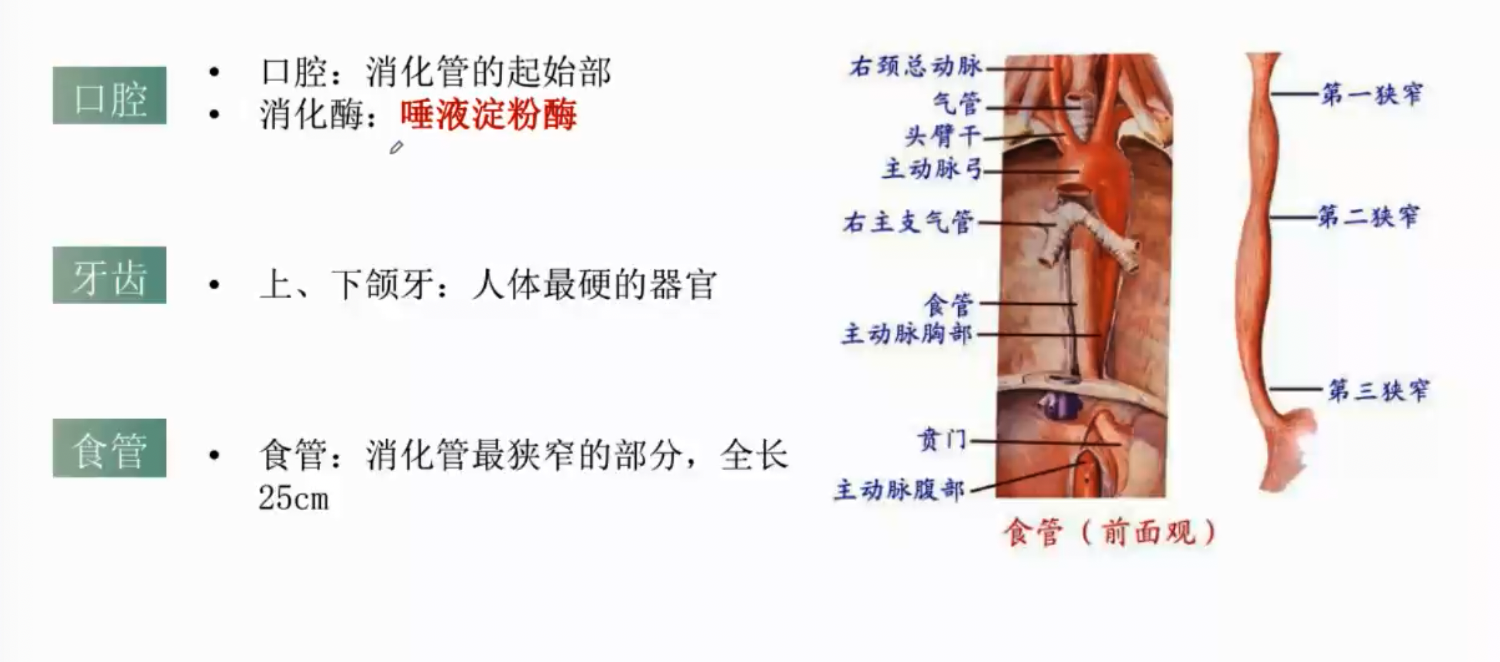 口腔
• 口腔：消化管的起始部
• 消化酶：唾液淀粉酶
牙齿
• 上、下颌牙：人体最硬的器官
食管
• 食管：消化管最狭窄的部分，全长
25cm
右颈总动脉
气管
头臂干
主动脉弓
右主支气管
食管
主动脉胸部
贲门
主动脉腹部
食管（前面观）
第一狭窄
第二狭窄
第三狭窄